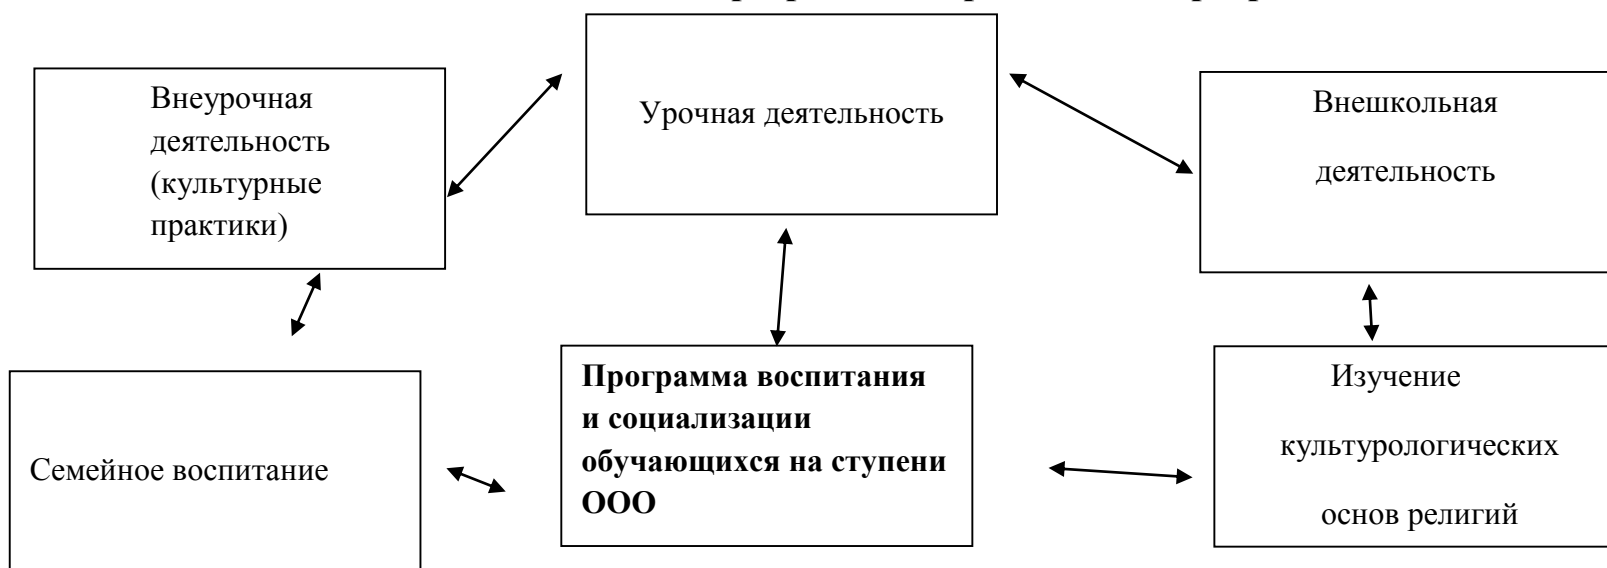 Внеурочная
деятельность
(культурные
практики)
Урочная деятельность
Внешкольная
деятельность
Семейное воспитание
Программа воспитания
и социализации
обучающихся на ступени
ООО
Изучение
культурологических
основ религий